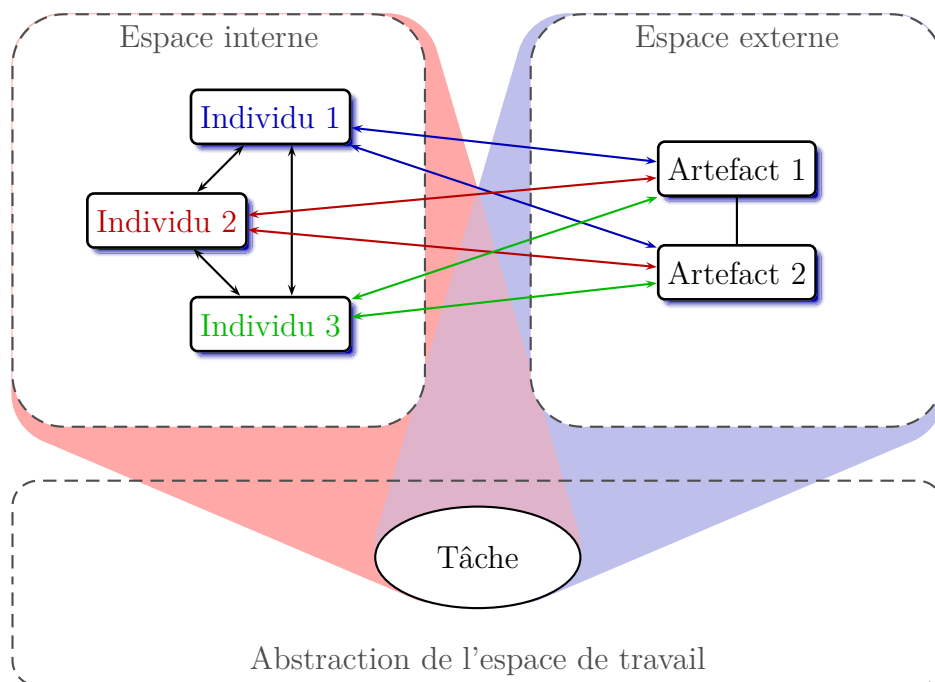 Espace interne
Espace externe
Individu 1
Artefact 1
Individu 2
Artefact 2
Individu 3
Tâche
Abstraction de l'espace de travail